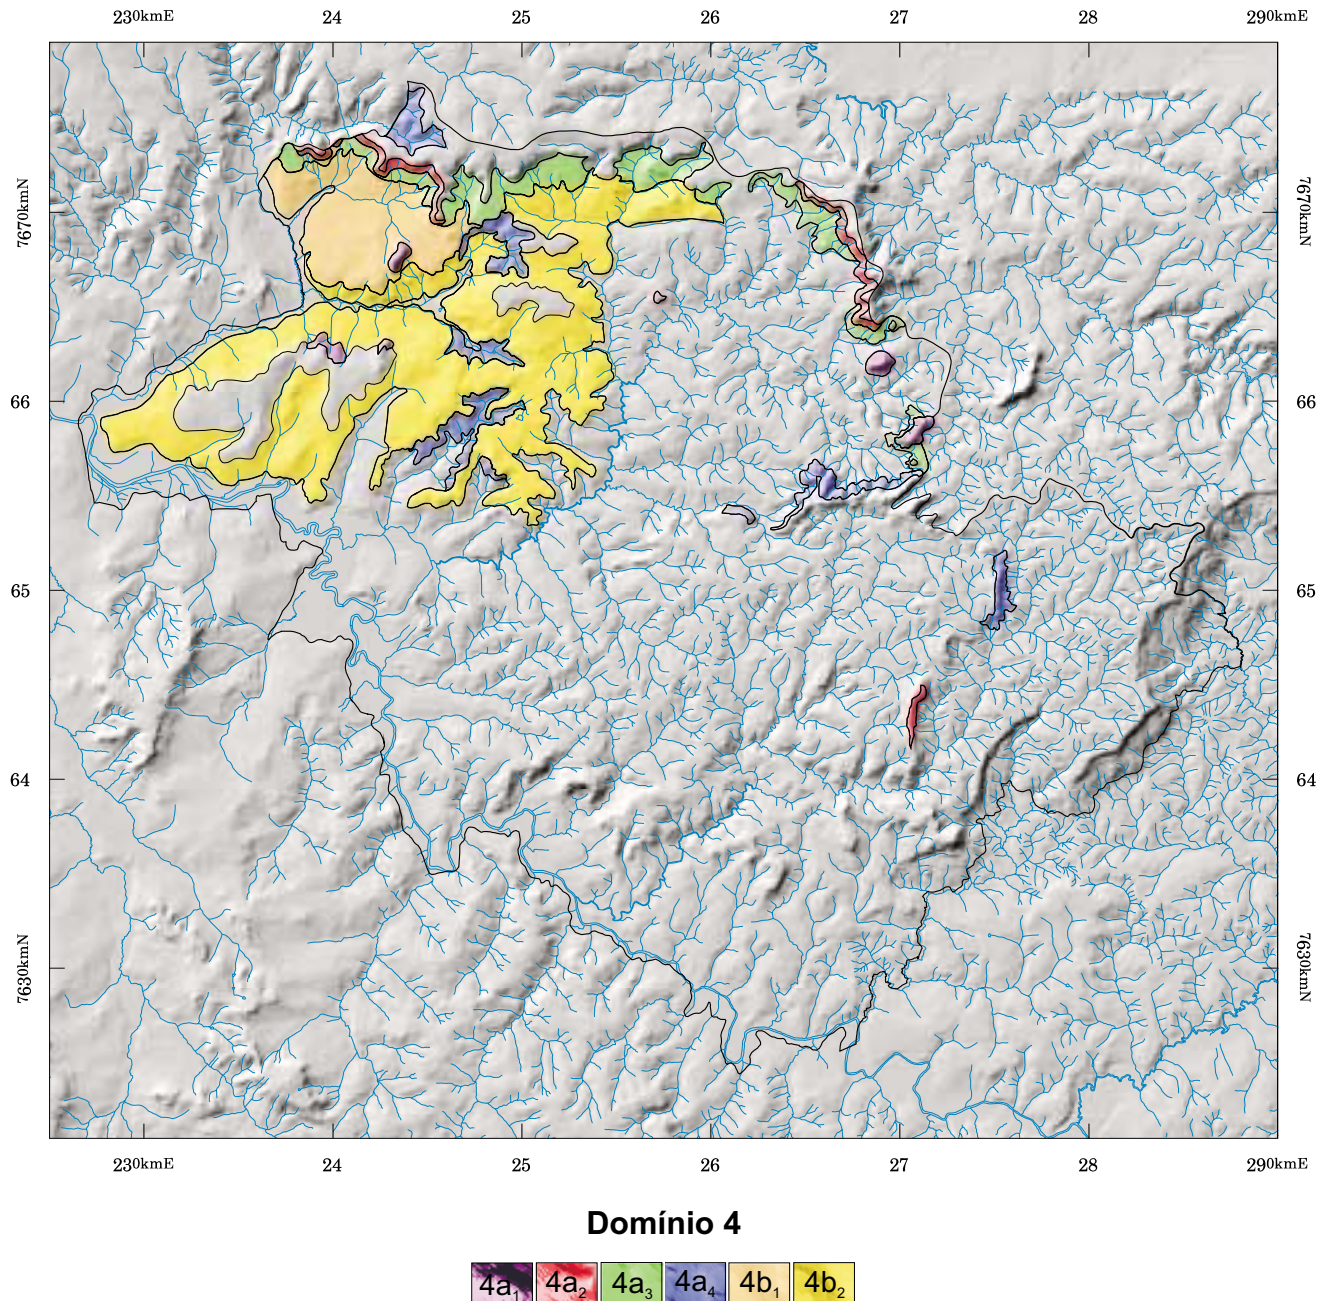 230kmE 24 25 26 27 28 290kmE
7670kmN 7670kmN
66 66
65 65
64 64
7630kmN 7630kmN
230kmE 24 25 26 27 28 290kmE
Domínio 4
4a₁ 4a₂ 4a₃ 4a₄ 4b₁ 4b₂